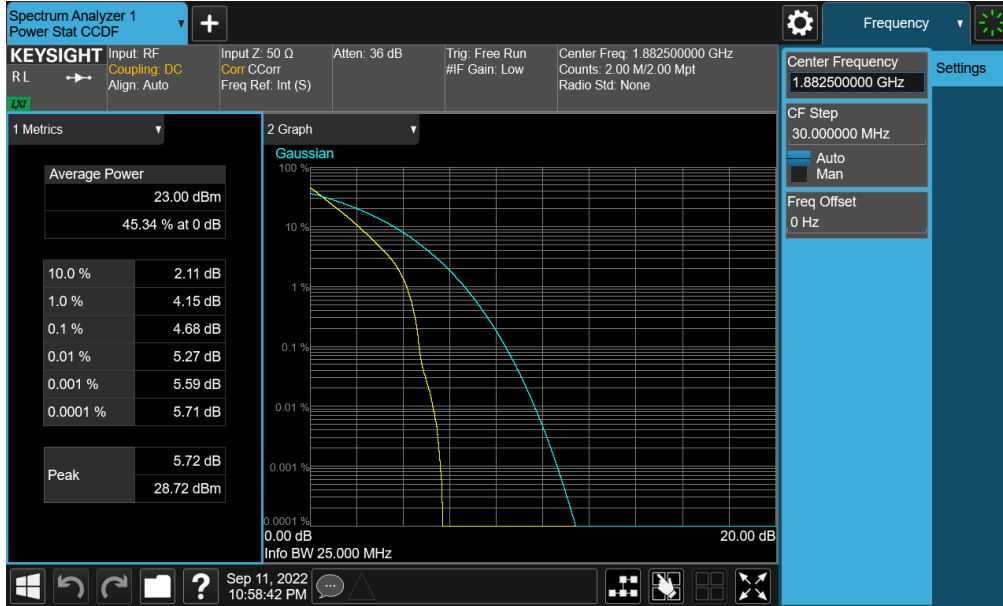 Spectrum Analyzer 1
Power Stat CCDF
Frequency
KEYSIGHT
RL
LXI
Input: RF
Coupling: DC
Align: Auto
Input Z: 50 Ω
Corr CCorr
Freq Ref: Int (S)
Atten: 36 dB
Trig: Free Run
#IF Gain: Low
Center Freq: 1.882500000 GHz
Counts: 2.00 M/2.00 Mpt
Radio Std: None
Center Frequency
1.882500000 GHz
Settings
CF Step
30.000000 MHz
Auto
Man
Freq Offset
0 Hz
1 Metrics
Average Power
23.00 dBm
45.34 % at 0 dB
10.0 % 2.11 dB
1.0 % 4.15 dB
0.1 % 4.68 dB
0.01 % 5.27 dB
0.001 % 5.59 dB
0.0001 % 5.71 dB
Peak
5.72 dB
28.72 dBm
2 Graph
Gaussian
100 %
10 %
1 %
0.1 %
0.01 %
0.001 %
0.0001 %
0.00 dB
20.00 dB
Info BW 25.000 MHz
?
Sep 11, 2022
10:58:42 PM